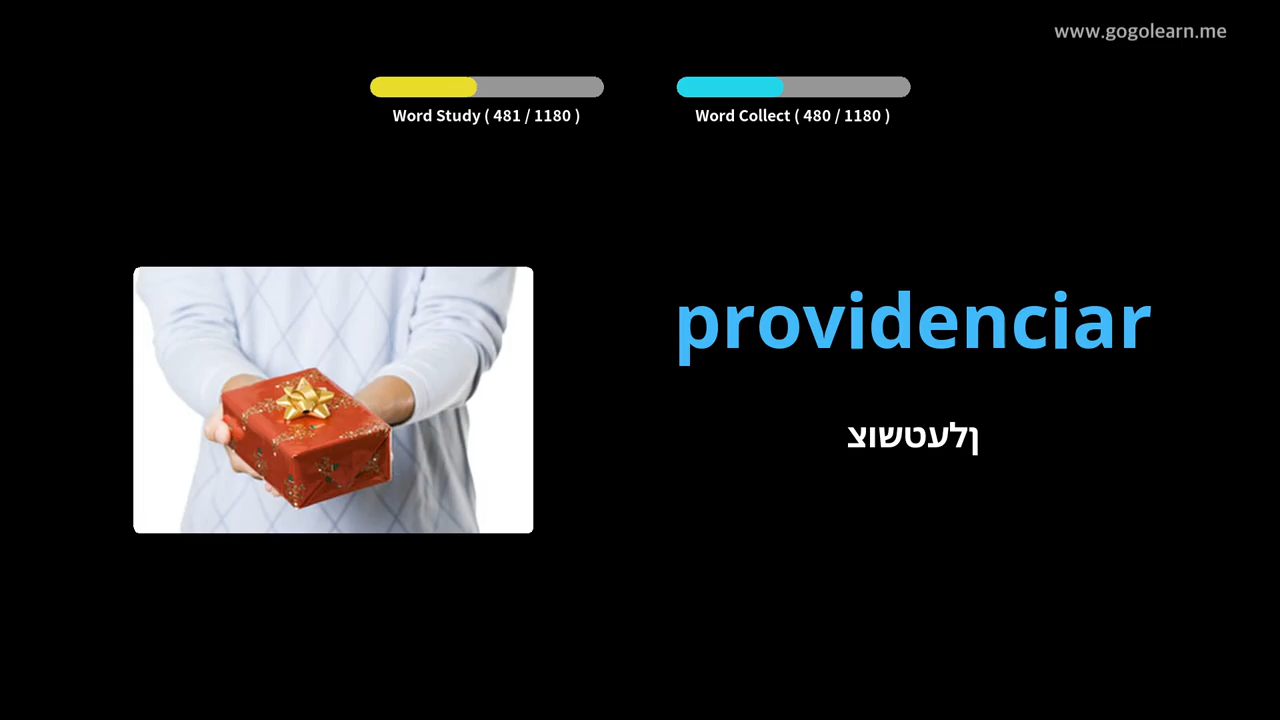 www.gogolearn.me
Word Study ( 481 / 1180 )
Word Collect ( 480 / 1180 )
providenciar
צושטעלן